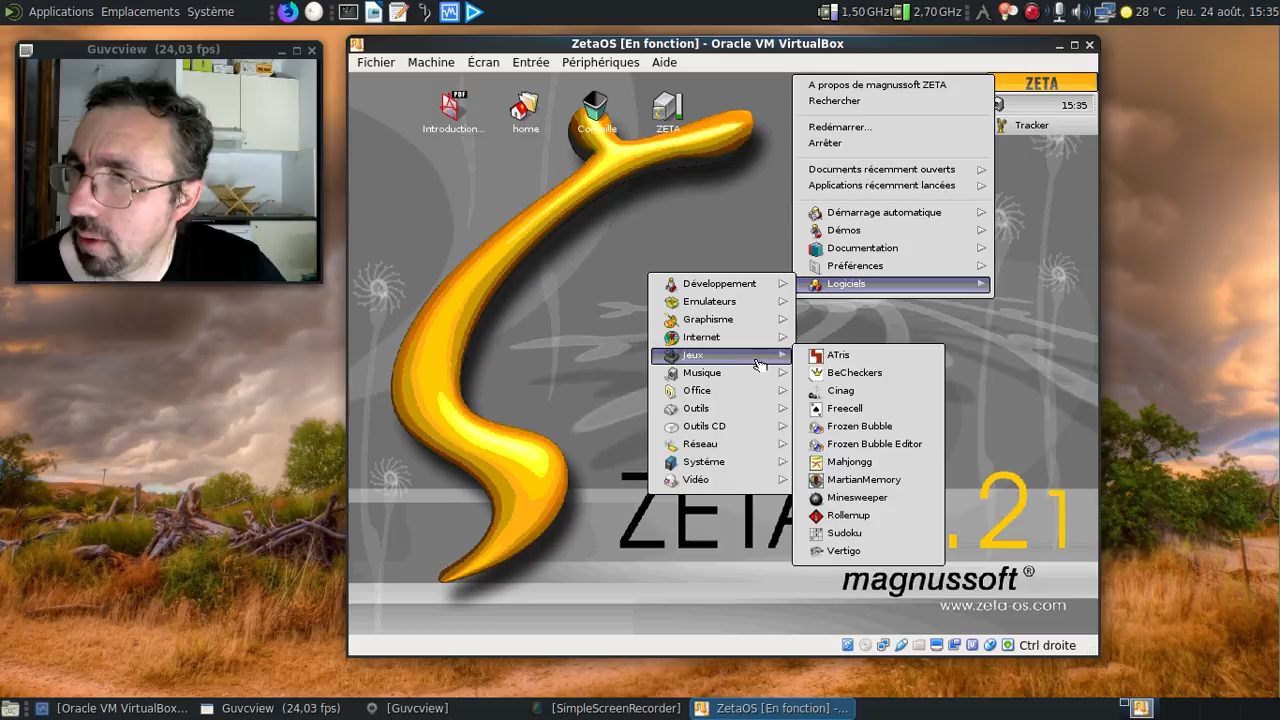 Applications Emplacements Système
1,50 GHz 2,70 GHz 28 °C jeu. 24 août, 15:35
Guvcview (24,03 fps)
ZetaOS [En fonction] - Oracle VM VirtualBox
Fichier Machine Écran Entrée Périphériques Aide
PDF
Introduction... home Corbeille ZETA
A propos de magnussoft ZETA
Rechercher
Redémarrer...
Arrêter
Documents récemment ouverts
Applications récemment lancées
Démarrage automatique
Démos
Documentation
Préférences
Logiciels
ZETA
15:35
Tracker
Développement
Emulateurs
Graphisme
Internet
Jeux
Musique
Office
Outils
Outils CD
Réseau
Système
Vidéo
ATris
BeCheckers
Cinag
Freecell
Frozen Bubble
Frozen Bubble Editor
Mahjongg
MartianMemory
Minesweeper
Rollemup
Sudoku
Vertigo
ZETA .21
magnussoft ®
www.zeta-os.com
Ctrl droite
[Oracle VM VirtualBox... Guvcview (24,03 fps) [Guvcview] [SimpleScreenRecorder] ZetaOS [En fonction] - ...